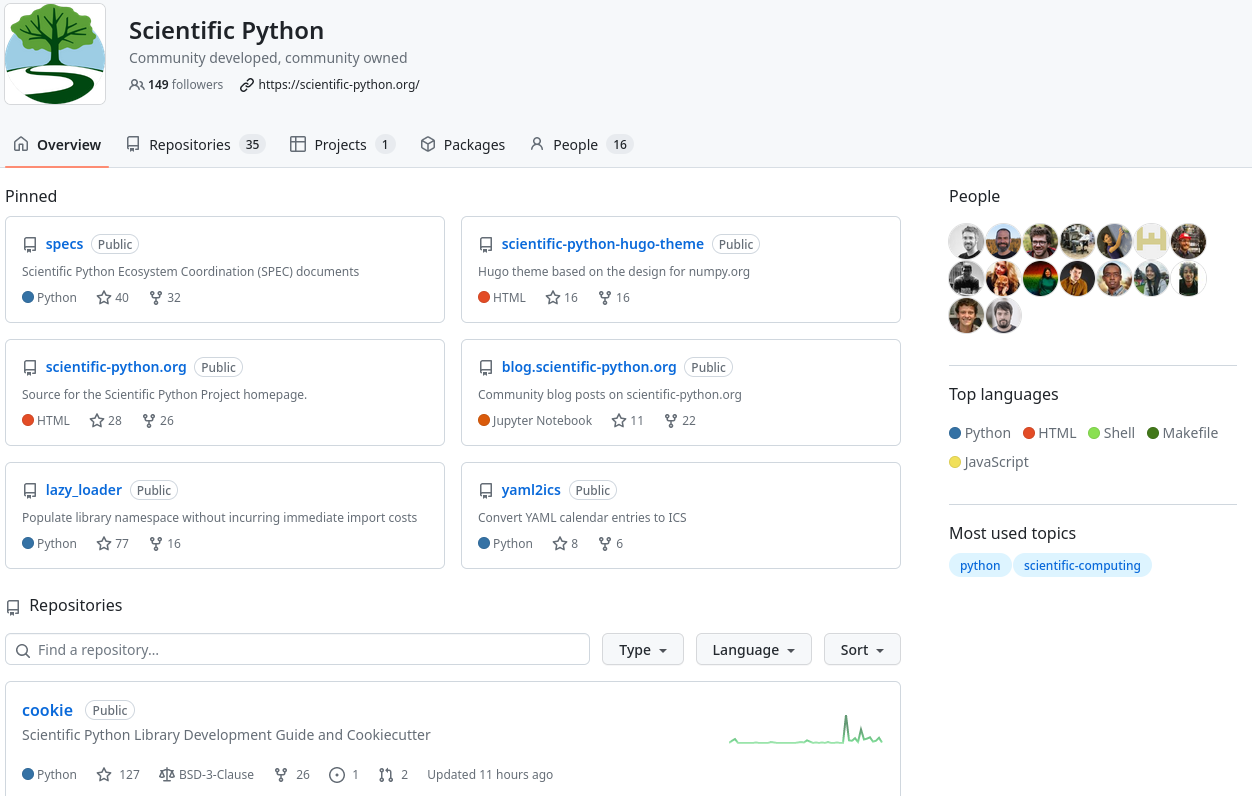 Scientific Python
Community developed, community owned
149 followers https://scientific-python.org/
Overview Repositories 35 Projects 1 Packages People 16
Pinned
specs Public
Scientific Python Ecosystem Coordination (SPEC) documents
Python 40 32
scientific-python-hugo-theme Public
Hugo theme based on the design for numpy.org
HTML 16 16
scientific-python.org Public
Source for the Scientific Python Project homepage.
HTML 28 26
blog.scientific-python.org Public
Community blog posts on scientific-python.org
Jupyter Notebook 11 22
lazy_loader Public
Populate library namespace without incurring immediate import costs
Python 77 16
yaml2ics Public
Convert YAML calendar entries to ICS
Python 8 6
Repositories
Find a repository...
Type Language Sort
cookie Public
Scientific Python Library Development Guide and Cookiecutter
Python 127 BSD-3-Clause 26 1 2 Updated 11 hours ago
People
Top languages
Python HTML Shell Makefile
JavaScript
Most used topics
python scientific-computing